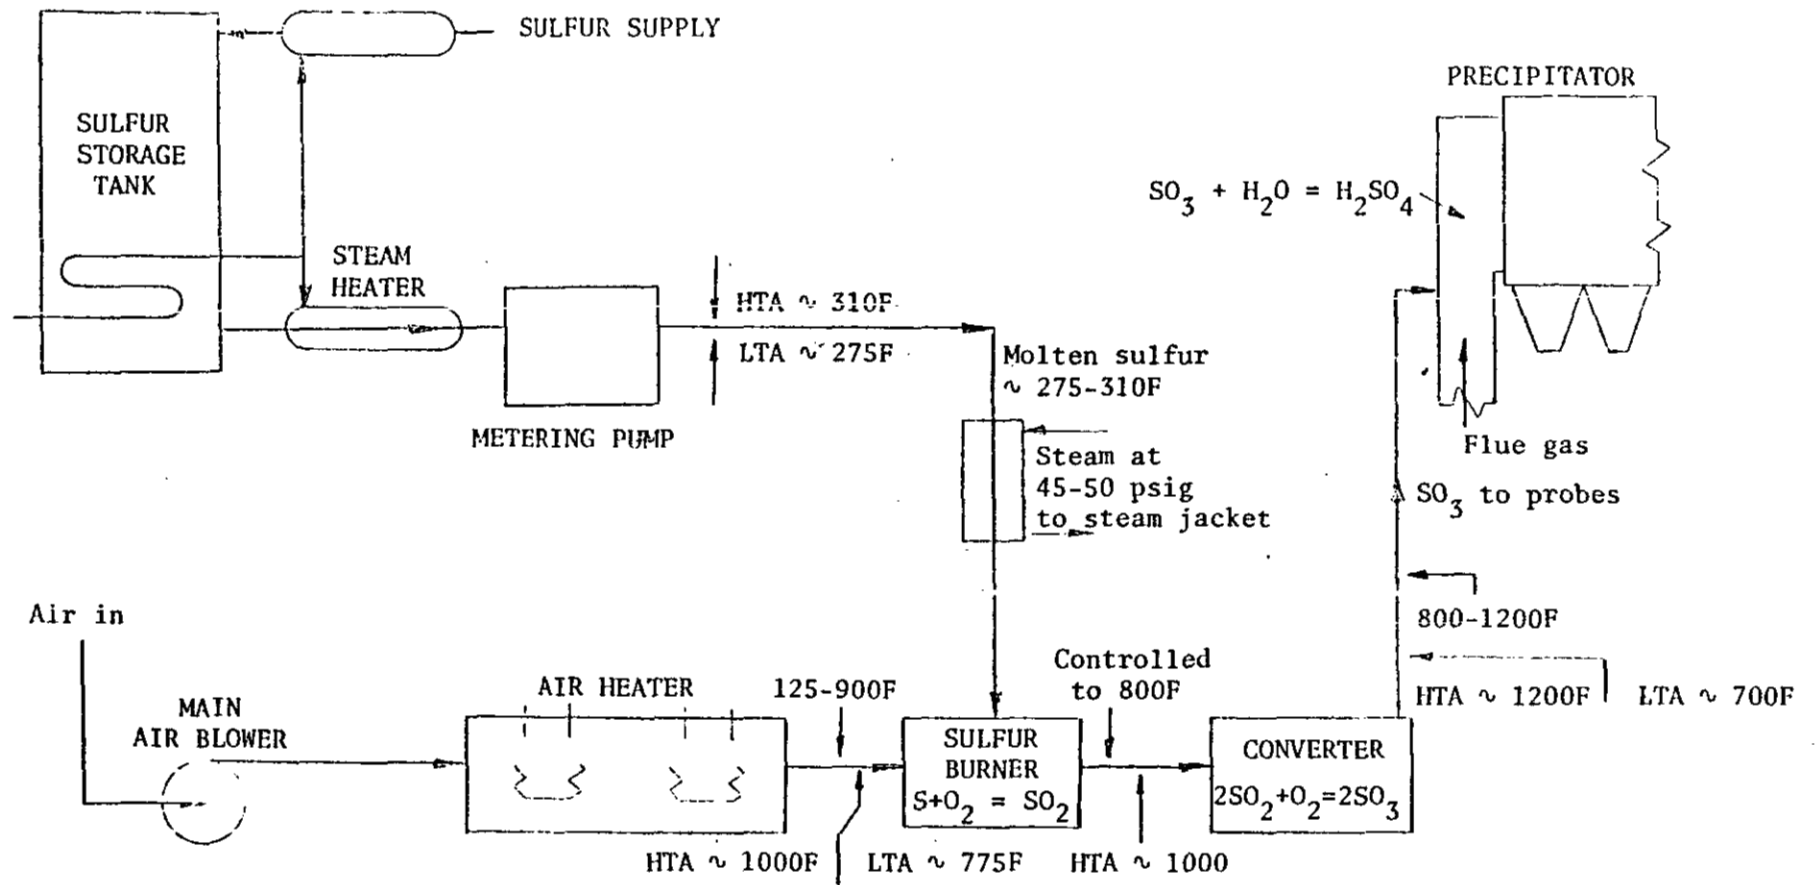 SULFUR SUPPLY
PRECIPITATOR
SULFUR
STORAGE
TANK
SO3 + H2O = H2SO4
STEAM
HEATER
HTA ∿ 310F
LTA ∿ 275F
Molten sulfur
∿ 275-310F
METERING PUMP
Flue gas
Steam at
45-50 psig
to steam jacket
SO3 to probes
Air in
800-1200F
Controlled
to 800F
AIR HEATER
125-900F
HTA ∿ 1200F
LTA ∿ 700F
MAIN
AIR BLOWER
SULFUR
BURNER
S+O2 = SO2
CONVERTER
2SO2+O2=2SO3
HTA ∿ 1000F
LTA ∿ 775F
HTA ∿ 1000